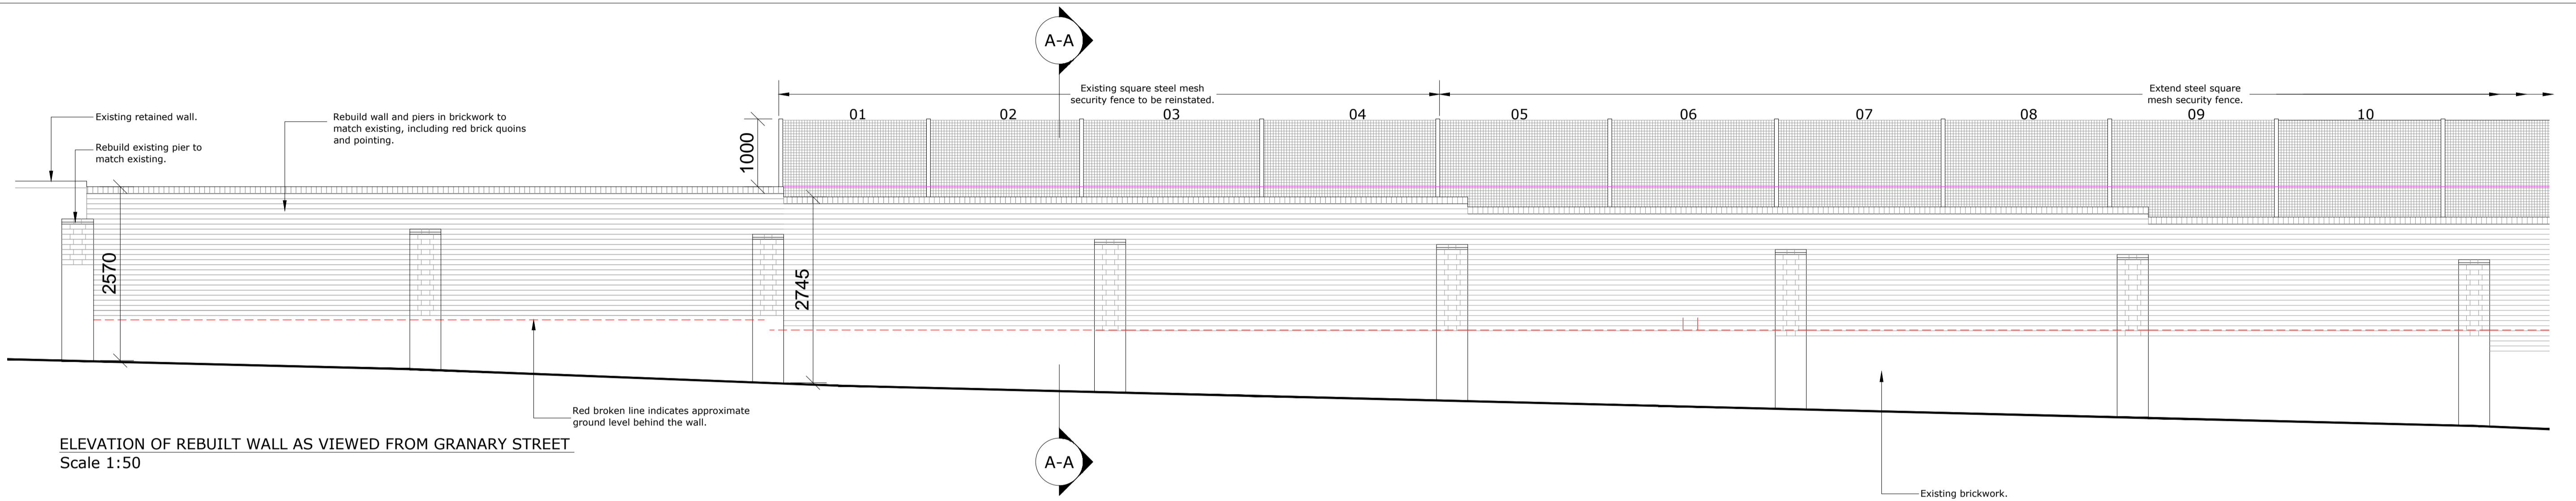 A-A
Existing square steel mesh
security fence to be reinstated.
Extend steel square
mesh security fence.
Existing retained wall.
Rebuild wall and piers in brickwork to
match existing, including red brick quoins
and pointing.
Rebuild existing pier to
match existing.
01
02
03
04
05
06
07
08
09
10
1000
2570
2745
Red broken line indicates approximate
ground level behind the wall.
ELEVATION OF REBUILT WALL AS VIEWED FROM GRANARY STREET
Scale 1:50
A-A
Existing brickwork.